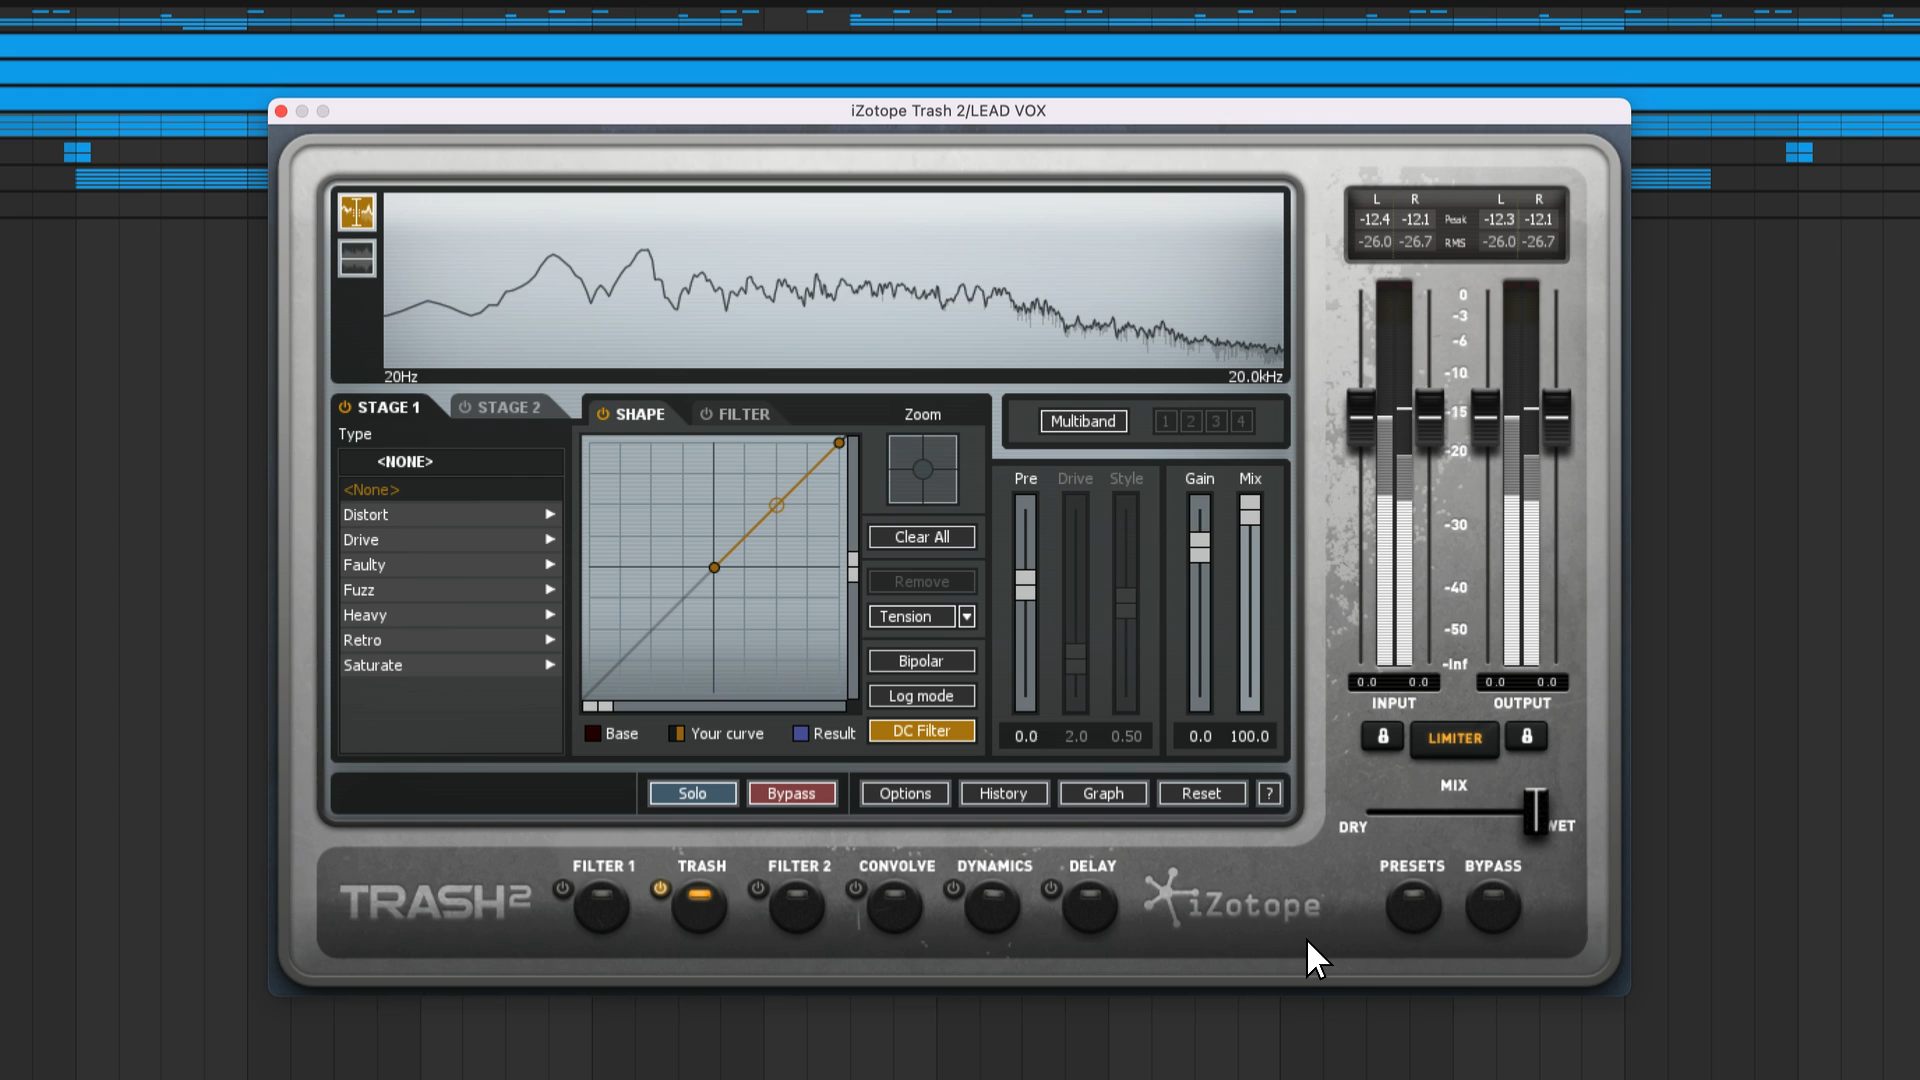 iZotope Trash 2/LEAD VOX
20Hz
20.0kHz
L R L R
-12.4 -12.1 Peak -12.3 -12.1
-26.0 -26.7 RMS -26.0 -26.7
STAGE 1
STAGE 2
Type
<NONE>
<None>
Distort
Drive
Faulty
Fuzz
Heavy
Retro
Saturate
SHAPE
FILTER
Zoom
Clear All
Remove
Tension
Bipolar
Log mode
DC Filter
Base
Your curve
Result
Multiband
1 2 3 4
Pre Drive Style Gain Mix
0.0 2.0 0.50 0.0 100.0
0
-3
-6
-10
-15
-20
-30
-40
-50
-Inf
0.0 0.0 0.0 0.0
INPUT OUTPUT
LIMITER
MIX
DRY WET
Solo
Bypass
Options
History
Graph
Reset
?
TRASH2
FILTER 1
TRASH
FILTER 2
CONVOLVE
DYNAMICS
DELAY
iZotope
PRESETS
BYPASS